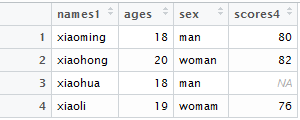 names1 ages sex scores4
1 xiaoming 18 man 80
2 xiaohong 20 woman 82
3 xiaohua 18 man NA
4 xiaoli 19 womam 76